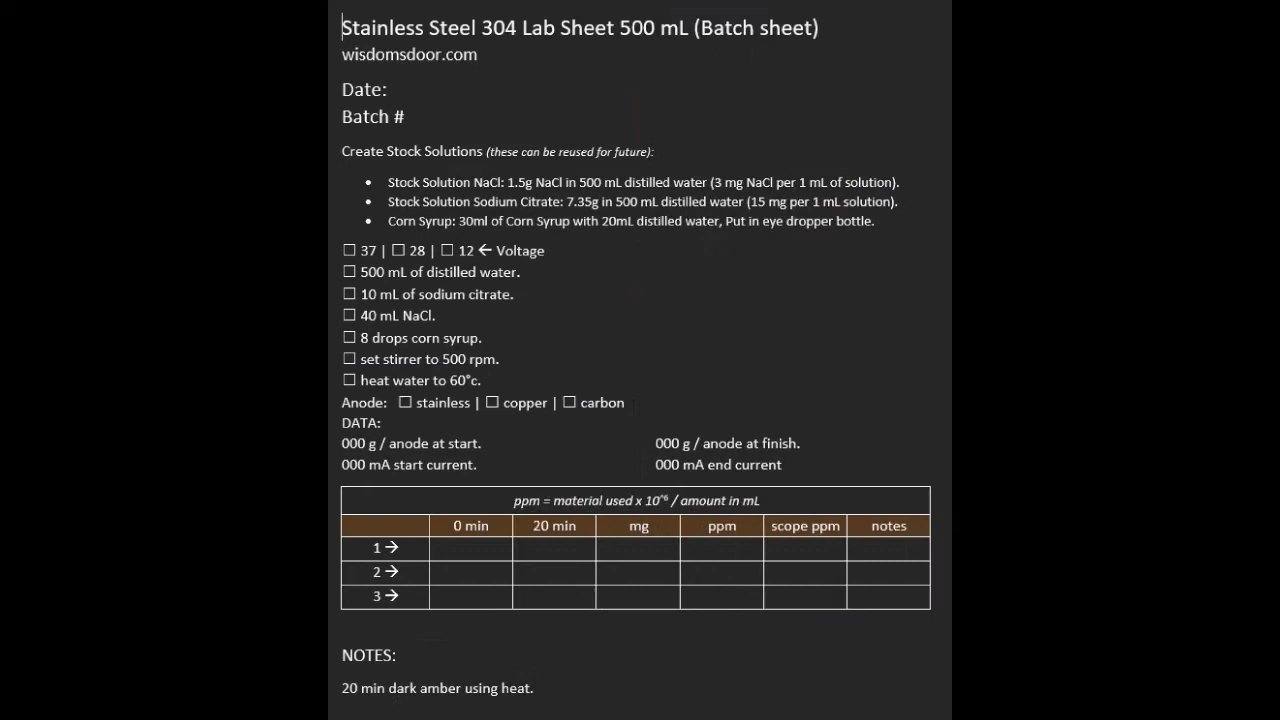 Stainless Steel 304 Lab Sheet 500 mL (Batch sheet)
wisdomsdoor.com
Date:
Batch #
Create Stock Solutions (these can be reused for future):
• Stock Solution NaCl: 1.5g NaCl in 500 mL distilled water (3 mg NaCl per 1 mL of solution).
• Stock Solution Sodium Citrate: 7.35g in 500 mL distilled water (15 mg per 1 mL solution).
• Corn Syrup: 30ml of Corn Syrup with 20mL distilled water, Put in eye dropper bottle.
☐ 37 | ☐ 28 | ☐ 12 ← Voltage
☐ 500 mL of distilled water.
☐ 10 mL of sodium citrate.
☐ 40 mL NaCl.
☐ 8 drops corn syrup.
☐ set stirrer to 500 rpm.
☐ heat water to 60°c.
Anode: ☐ stainless | ☐ copper | ☐ carbon
DATA:
000 g / anode at start. 000 g / anode at finish.
000 mA start current. 000 mA end current
ppm = material used x 10^6 / amount in mL
0 min 20 min mg ppm scope ppm notes
1 →
2 →
3 →
NOTES:
20 min dark amber using heat.